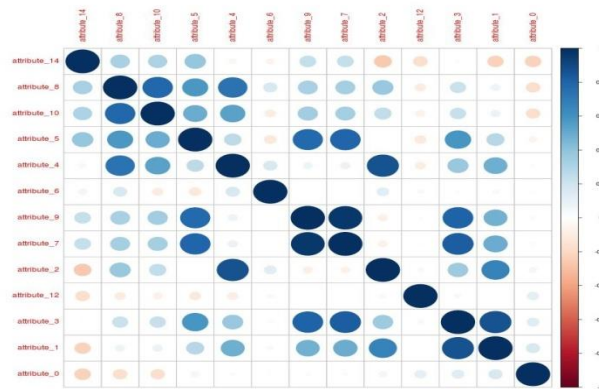 attribute_14
attribute_8
attribute_10
attribute_5
attribute_4
attribute_6
attribute_9
attribute_7
attribute_2
attribute_12
attribute_3
attribute_1
attribute_0
attribute_14
attribute_8
attribute_10
attribute_5
attribute_4
attribute_6
attribute_9
attribute_7
attribute_2
attribute_12
attribute_3
attribute_1
attribute_0